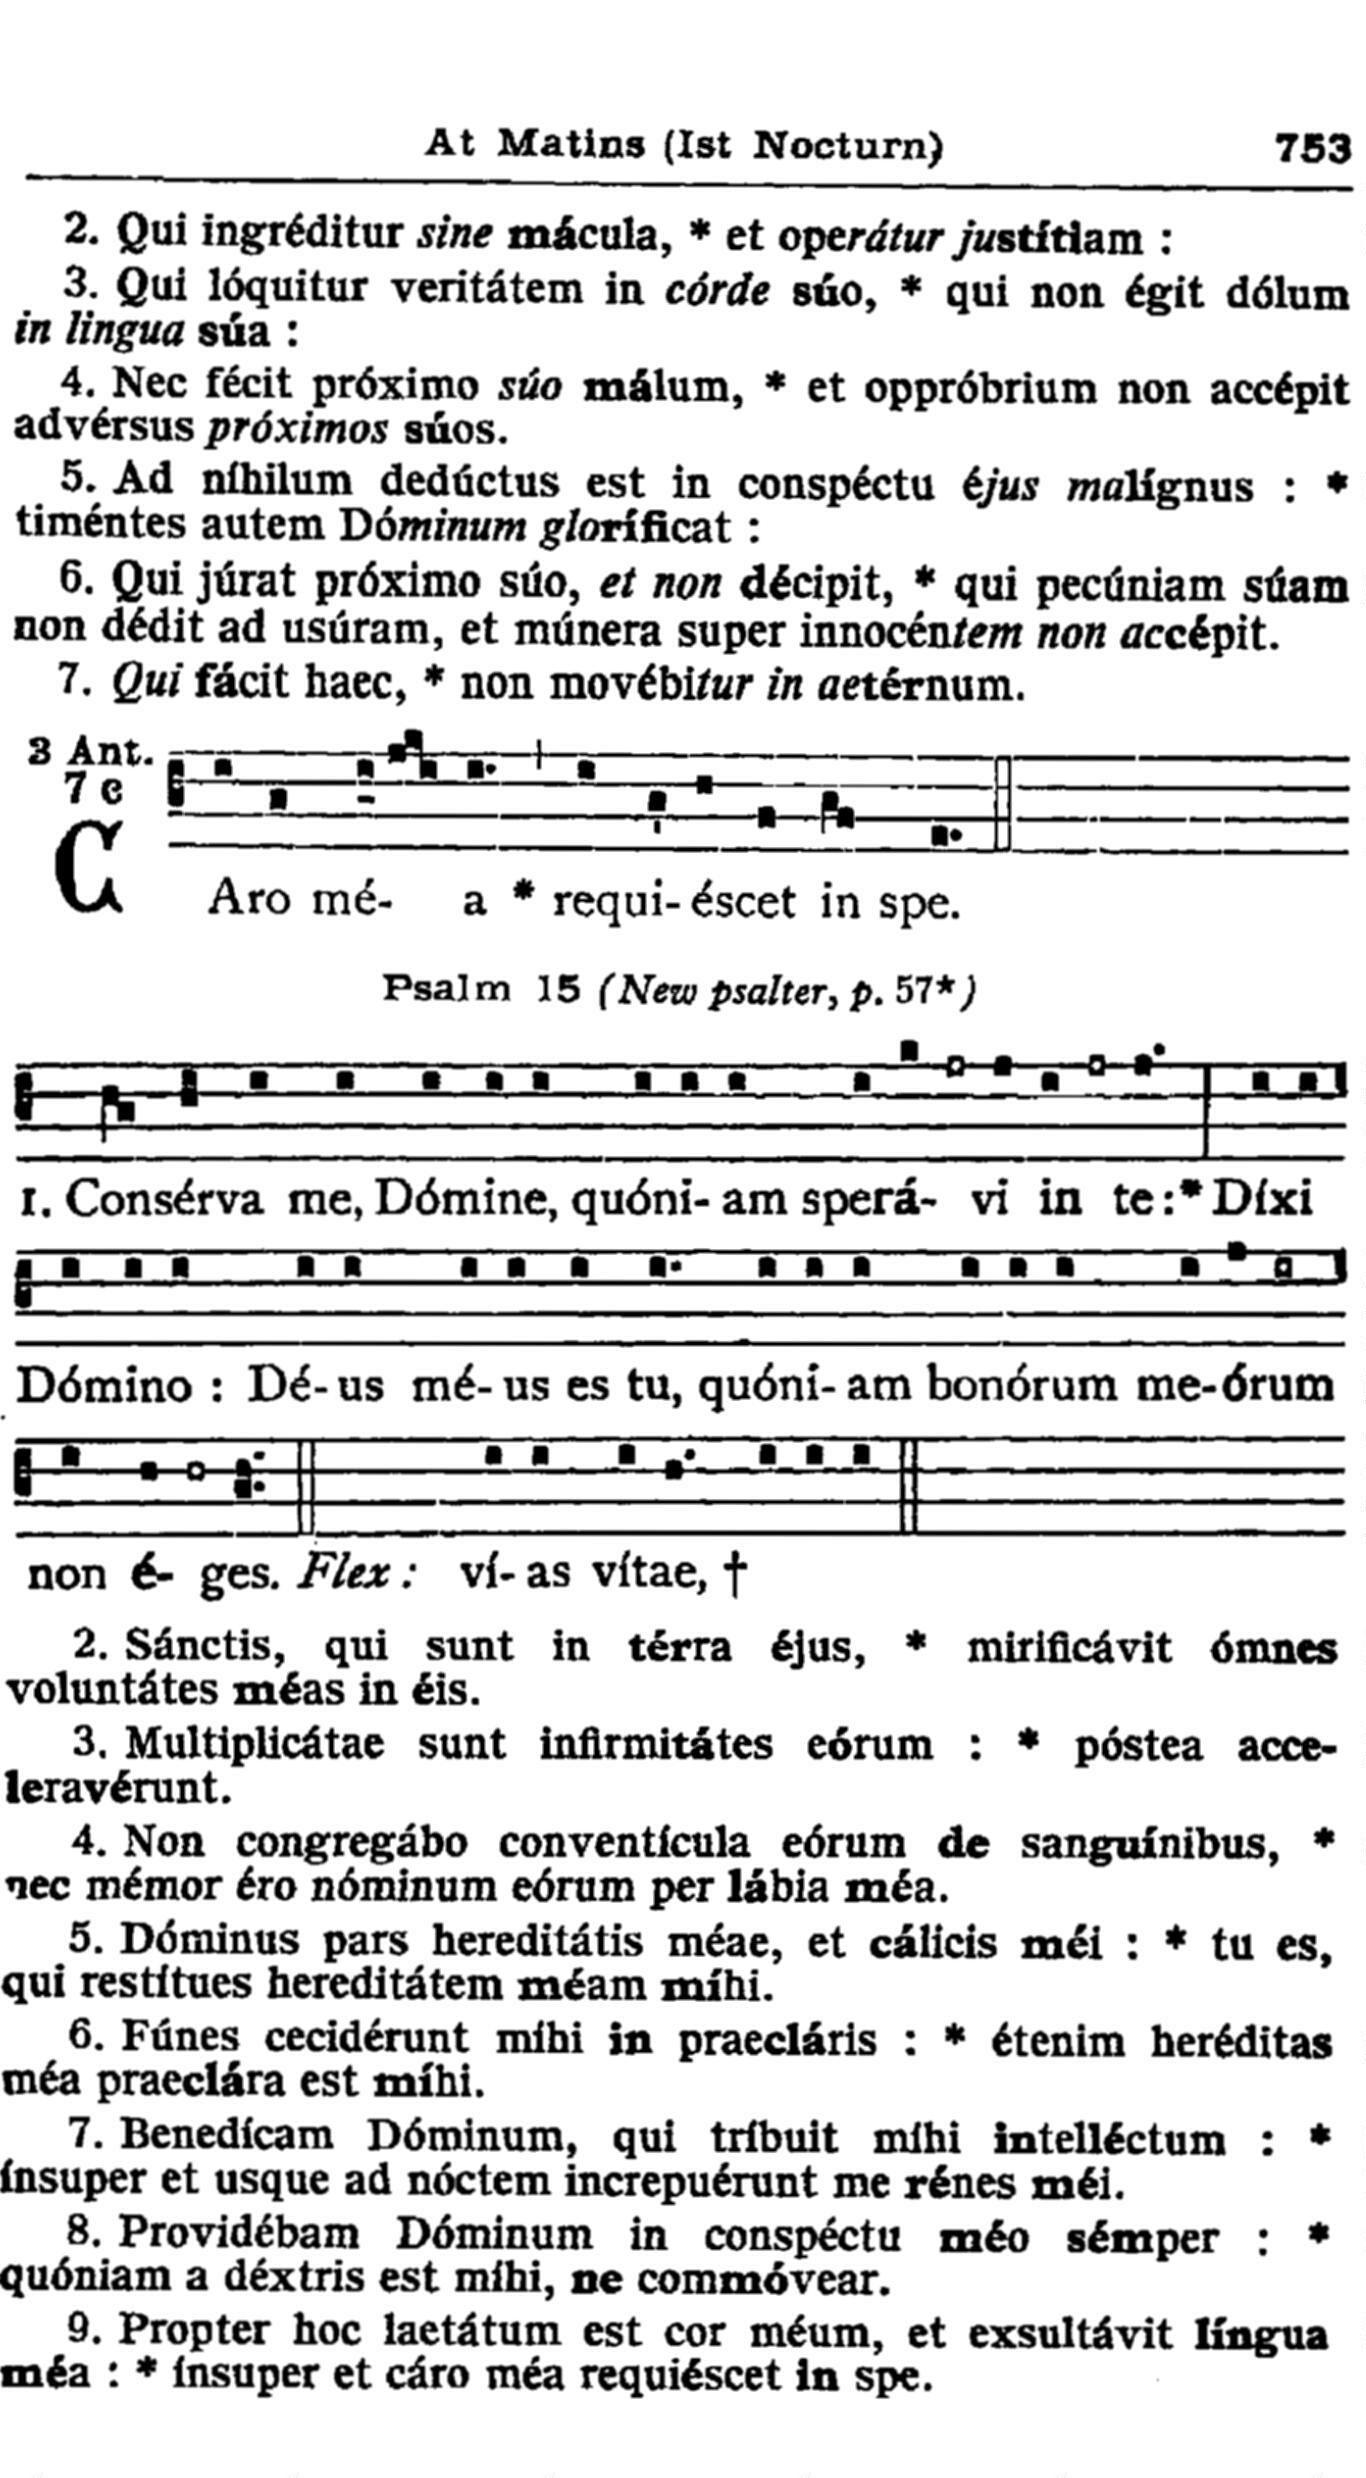 At Matins (Ist Nocturn) 753
2. Qui ingréditur sine mácula, * et operátur justítiam :
3. Qui lóquitur veritátem in córde súo, * qui non égit dólum
in lingua súa :
4. Nec fécit próximo súo málum, * et oppróbrium non accépit
advérsus próximos súos.
5. Ad níhilum dedúctus est in conspéctu éjus malígnus : *
timéntes autem Dóminum gloríficat :
6. Qui júrat próximo súo, et non décipit, * qui pecúniam súam
non dédit ad usúram, et múnera super innocéntem non accépit.
7. Qui fácit haec, * non movébitur in aetérnum.
3 Ant.
7 c
CAro mé- a * requi-éscet in spe.
Psalm 15 (New psalter, p. 57*)
1. Consérva me, Dómine, quóni-am sperá- vi in te:* Díxi
Dómino : Dé-us mé-us es tu, quóni-am bonórum me-órum
non é- ges. Flex : ví-as vítae, †
2. Sánctis, qui sunt in térra éjus, * mirificávit ómnes
voluntátes méas in éis.
3. Multiplicátae sunt infirmitátes eórum : * póstea acce-
leravérunt.
4. Non congregábo conventícula eórum de sanguínibus, *
nec mémor éro nóminum eórum per lábia méa.
5. Dóminus pars hereditátis méae, et cálicis méi : * tu es,
qui restítues hereditátem méam míhi.
6. Fúnes cecidérunt míhi in praecláris : * étenim heréditas
méa praeclára est míhi.
7. Benedícam Dóminum, qui tríbuit míhi intelléctum : *
ínsuper et usque ad nóctem increpuérunt me rénes méi.
8. Providébam Dóminum in conspéctu méo sémper : *
quóniam a déxtris est míhi, ne commóvear.
9. Propter hoc laetátum est cor méum, et exsultávit língua
méa : * ínsuper et cáro méa requiéscet in spe.